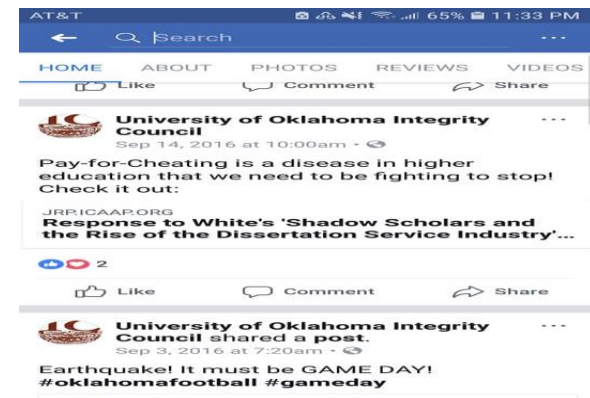 AT&T 65% 11:33 PM
Search
HOME ABOUT PHOTOS REVIEWS VIDEOS
Like Comment Share
University of Oklahoma Integrity
Council
Sep 14, 2016 at 10:00am •
Pay-for-Cheating is a disease in higher
education that we need to be fighting to stop!
Check it out:
JRP.ICAAP.ORG
Response to White's 'Shadow Scholars and
the Rise of the Dissertation Service Industry'...
2
Like Comment Share
University of Oklahoma Integrity
Council shared a post.
Sep 3, 2016 at 7:20am •
Earthquake! It must be GAME DAY!
#oklahomafootball #gameday